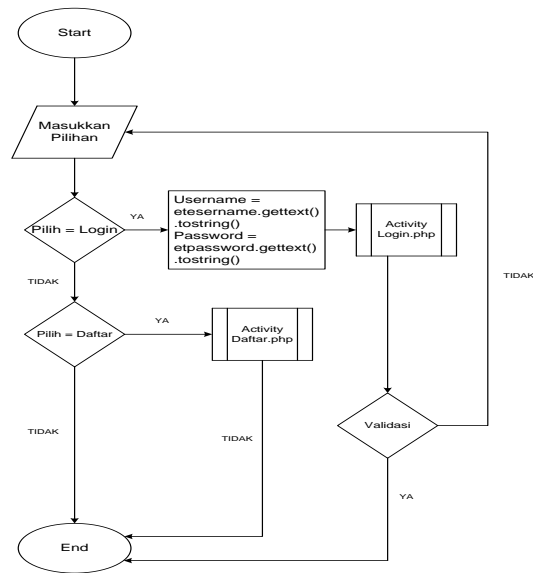 Start
Masukkan
Pilihan
Pilih = Login
YA
Username =
etesername.gettext()
.tostring()
Password =
etpassword.gettext()
.tostring()
Activity
Login.php
TIDAK
TIDAK
Pilih = Daftar
YA
Activity
Daftar.php
Validasi
TIDAK
TIDAK
YA
End